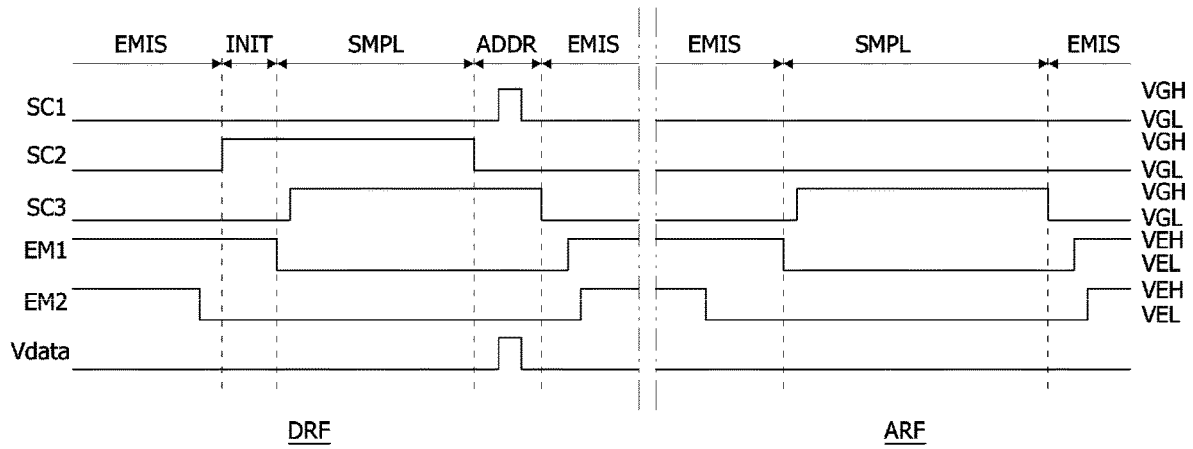 EMIS INIT SMPL ADDR EMIS EMIS SMPL EMIS
SC1 VGH
VGL
SC2 VGH
VGL
SC3 VGH
VGL
EM1 VEH
VEL
EM2 VEH
VEL
Vdata
DRF ARF